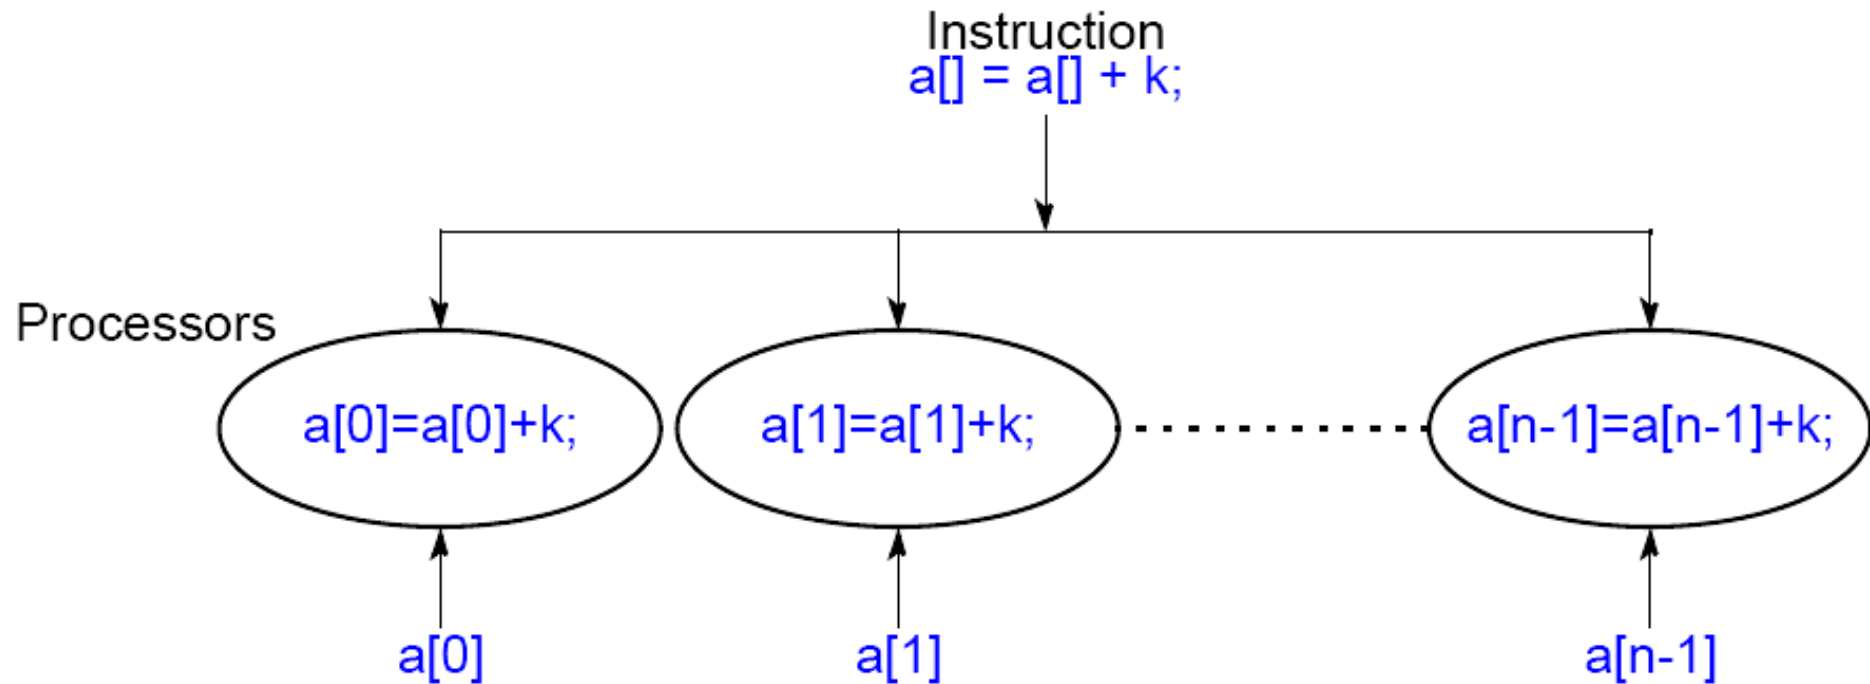 Instruction
a[] = a[] + k;
Processors
a[0]=a[0]+k;
a[1]=a[1]+k;
a[n-1]=a[n-1]+k;
a[0]
a[1]
a[n-1]